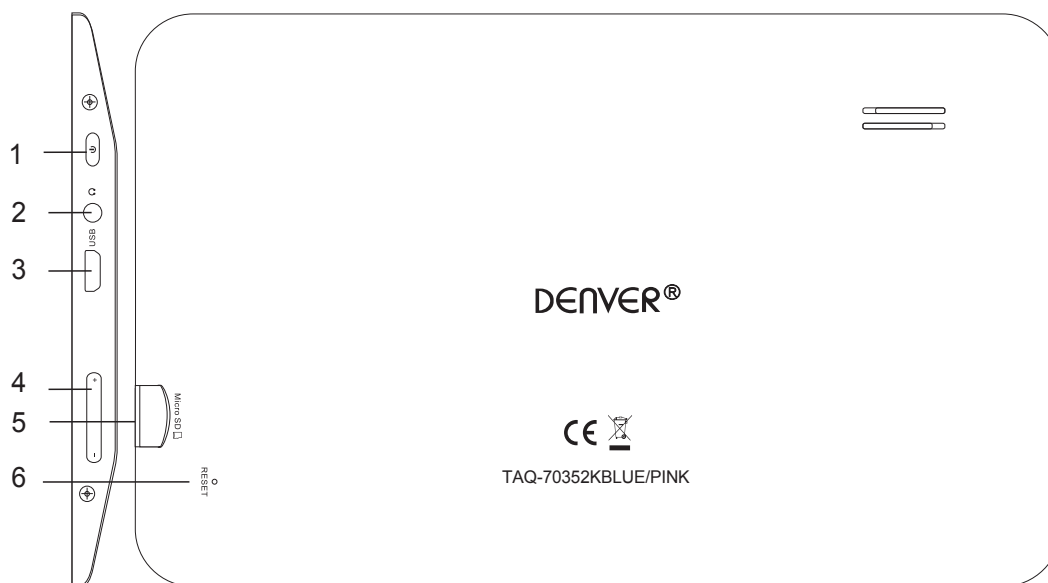 1
2
USB
3
4
+
-
5
Micro SD
6
RESET
DENVER®
CE
TAQ-70352KBLUE/PINK